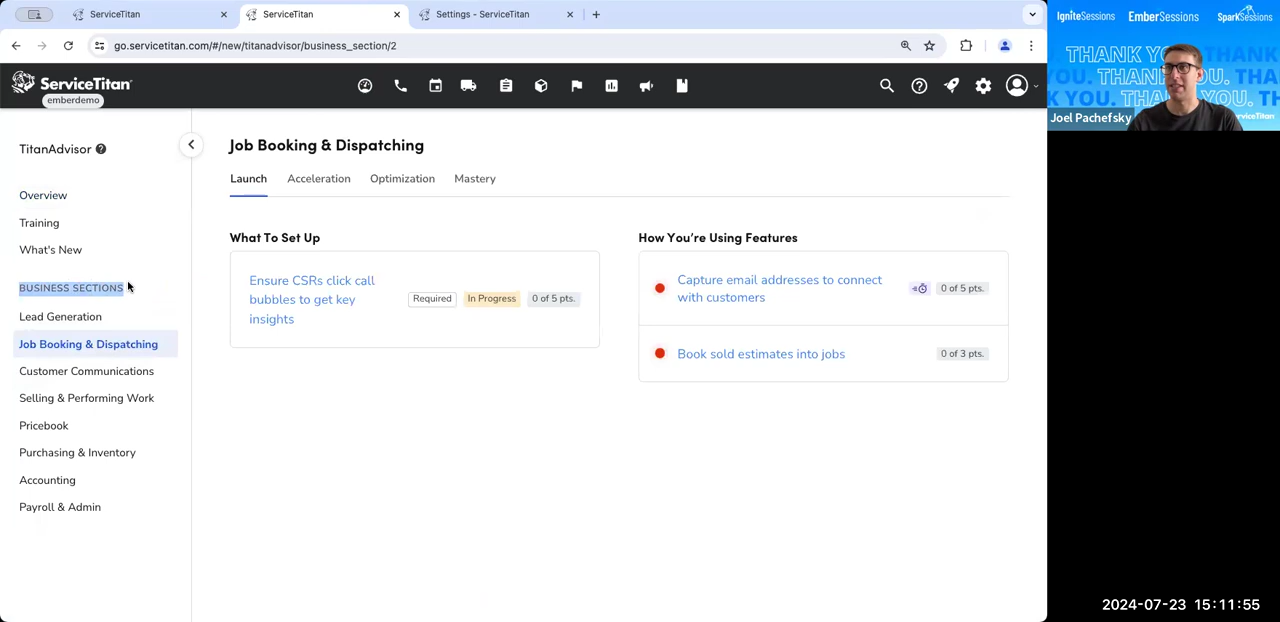 ServiceTitan
ServiceTitan
Settings - ServiceTitan
go.servicetitan.com/#/new/titanadvisor/business_section/2
ServiceTitan
emberdemo
TitanAdvisor
Overview
Training
What's New
BUSINESS SECTIONS
Lead Generation
Job Booking & Dispatching
Customer Communications
Selling & Performing Work
Pricebook
Purchasing & Inventory
Accounting
Payroll & Admin
Job Booking & Dispatching
Launch Acceleration Optimization Mastery
What To Set Up
Ensure CSRs click call
bubbles to get key
insights
Required In Progress 0 of 5 pts.
How You're Using Features
Capture email addresses to connect
with customers
0 of 5 pts.
Book sold estimates into jobs
0 of 3 pts.
IgniteSessions EmberSessions SparkSessions
THANK YOU. THANK
YOU. THANK YOU. THA
K YOU. THANK
Joel Pachefsky
2024-07-23 15:11:55